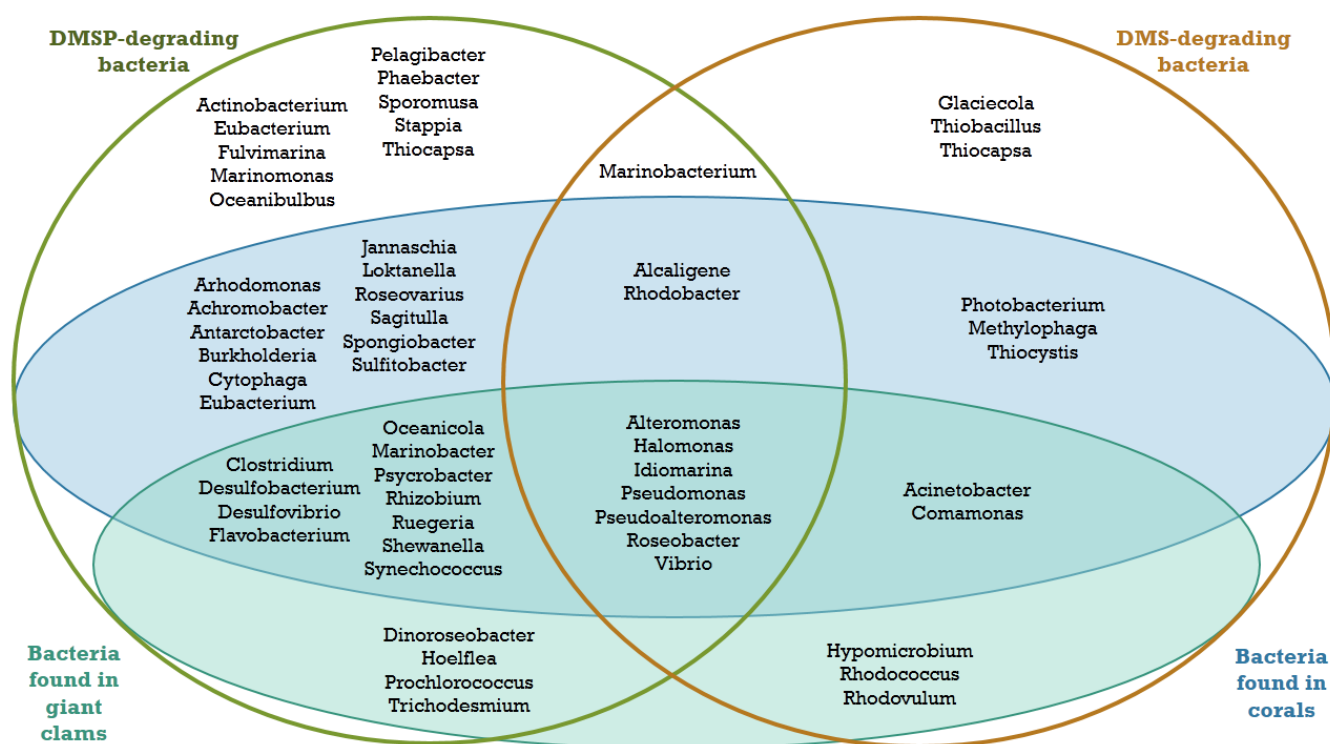 DMSP-degrading
bacteria
Pelagibacter
Phaebacter
Sporomusa
Stappia
Thiocapsa
Actinobacterium
Eubacterium
Fulvimarina
Marinomonas
Oceanibulbus
Marinobacterium
DMS-degrading
bacteria
Glaciecola
Thiobacillus
Thiocapsa
Jannaschia
Loktanella
Roseovarius
Sagitulla
Spongiobacter
Sulfitobacter
Arhodomonas
Achromobacter
Antarctobacter
Burkholderia
Cytophaga
Eubacterium
Alcaligene
Rhodobacter
Photobacterium
Methylophaga
Thiocystis
Oceanicola
Marinobacter
Psycrobacter
Rhizobium
Ruegeria
Shewanella
Synechococcus
Clostridium
Desulfobacterium
Desulfovibrio
Flavobacterium
Alteromonas
Halomonas
Idiomarina
Pseudomonas
Pseudoalteromonas
Roseobacter
Vibrio
Acinetobacter
Comamonas
Bacteria
found in
giant
clams
Dinoroseobacter
Hoelflea
Prochlorococcus
Trichodesmium
Hypomicrobium
Rhodococcus
Rhodovulum
Bacteria
found in
corals